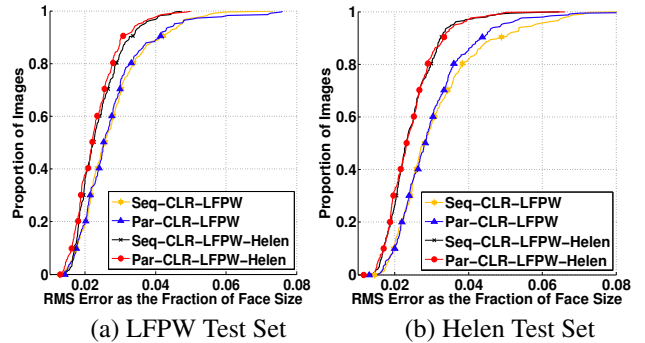 1
0.8
0.6
0.4
0.2
0
Proportion of Images
Seq-CLR-LFPW
Par-CLR-LFPW
Seq-CLR-LFPW-Helen
Par-CLR-LFPW-Helen
0.02 0.04 0.06 0.08
RMS Error as the Fraction of Face Size
(a) LFPW Test Set
1
0.8
0.6
0.4
0.2
0
Proportion of Images
Seq-CLR-LFPW
Par-CLR-LFPW
Seq-CLR-LFPW-Helen
Par-CLR-LFPW-Helen
0.02 0.04 0.06 0.08
RMS Error as the Fraction of Face Size
(b) Helen Test Set